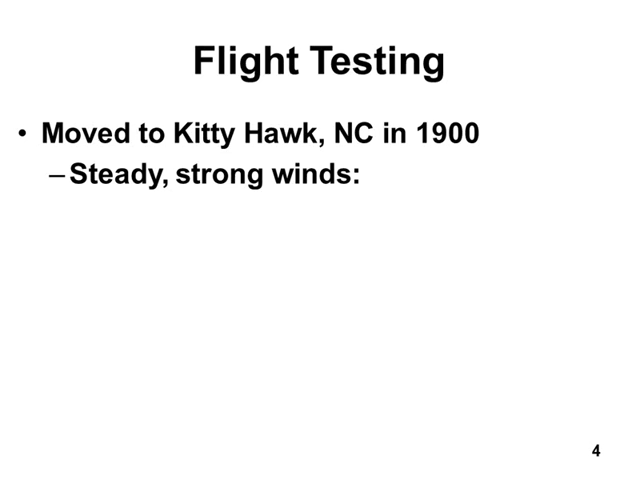 Flight Testing
• Moved to Kitty Hawk, NC in 1900
– Steady, strong winds:
4